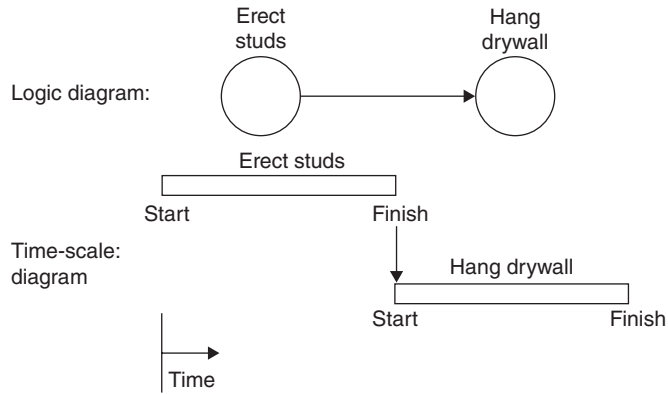 Erect
studs
Hang
drywall
Logic diagram:
Erect studs
Start
Finish
Time-scale:
diagram
Hang drywall
Start
Finish
Time